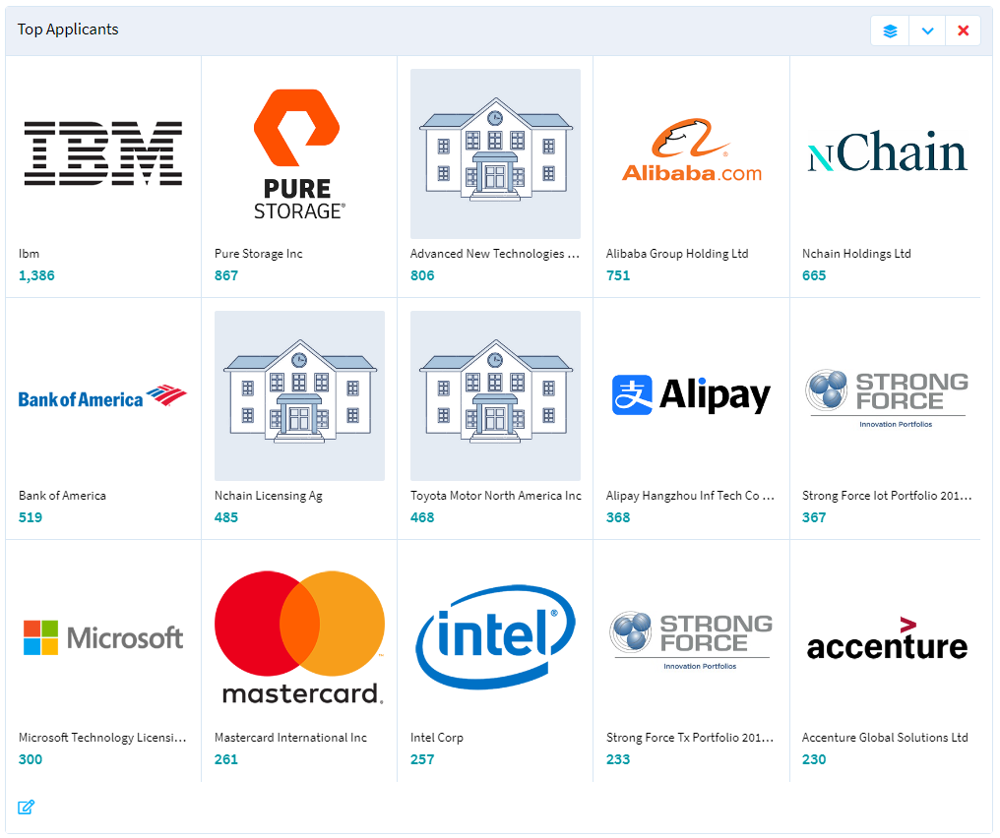 Top Applicants
IBM
PURE
STORAGE®
Alibaba.com
nChain
Ibm
Pure Storage Inc
Advanced New Technologies ...
Alibaba Group Holding Ltd
Nchain Holdings Ltd
1,386
867
806
751
665
Bank of America
支 Alipay
STRONG
FORCE
Innovation Portfolios
Bank of America
Nchain Licensing Ag
Toyota Motor North America Inc
Alipay Hangzhou Inf Tech Co ...
Strong Force Iot Portfolio 201...
519
485
468
368
367
Microsoft
mastercard.
intel®
STRONG
FORCE
Innovation Portfolios
accenture
Microsoft Technology Licensi...
Mastercard International Inc
Intel Corp
Strong Force Tx Portfolio 201...
Accenture Global Solutions Ltd
300
261
257
233
230